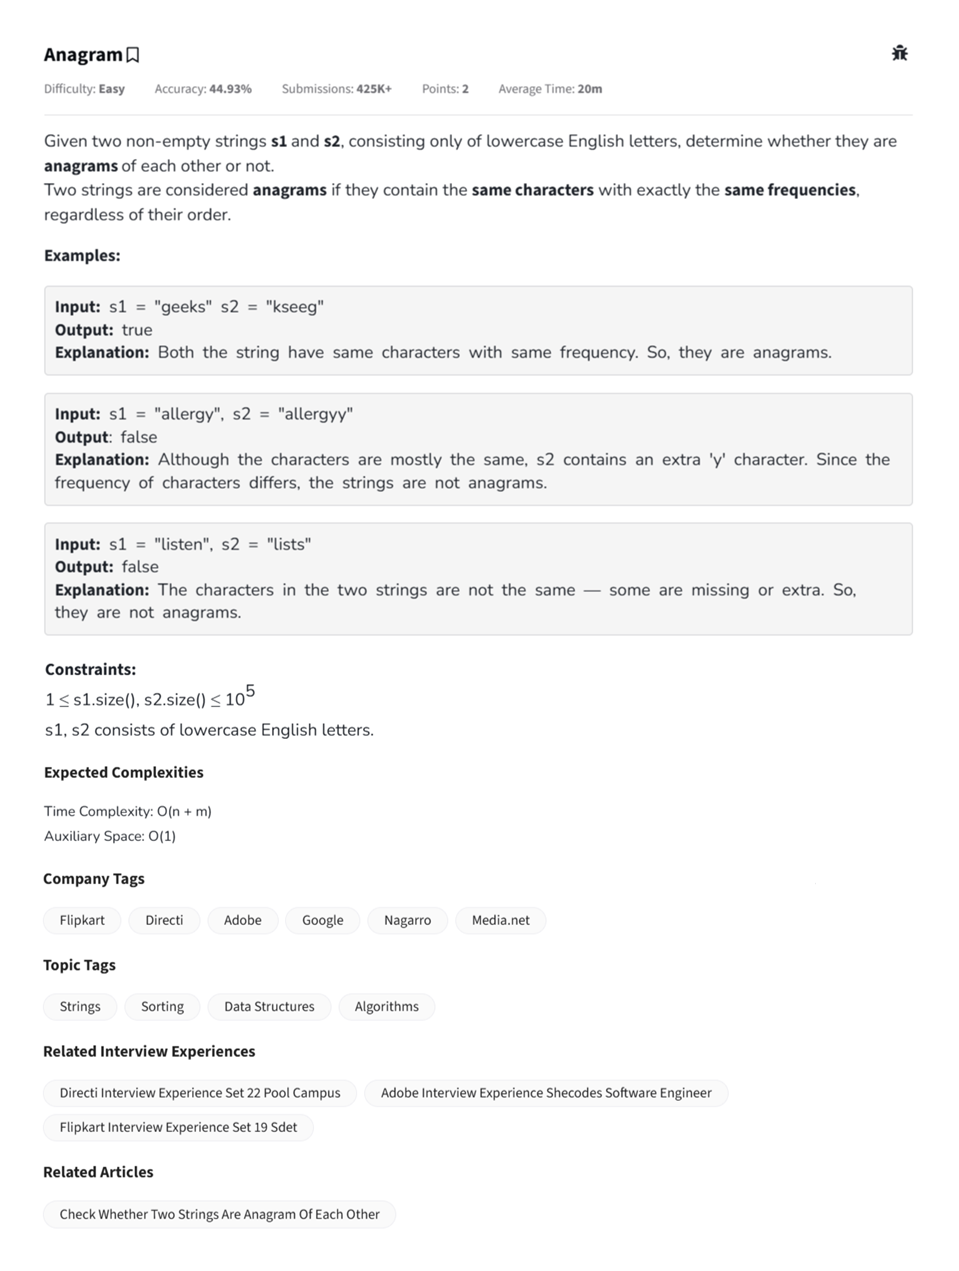 Anagram
Difficulty: Easy Accuracy: 44.93% Submissions: 425K+ Points: 2 Average Time: 20m
Given two non-empty strings s1 and s2, consisting only of lowercase English letters, determine whether they are
anagrams of each other or not.
Two strings are considered anagrams if they contain the same characters with exactly the same frequencies,
regardless of their order.
Examples:
Input: s1 = "geeks" s2 = "kseeg"
Output: true
Explanation: Both the string have same characters with same frequency. So, they are anagrams.
Input: s1 = "allergy", s2 = "allergyy"
Output: false
Explanation: Although the characters are mostly the same, s2 contains an extra 'y' character. Since the
frequency of characters differs, the strings are not anagrams.
Input: s1 = "listen", s2 = "lists"
Output: false
Explanation: The characters in the two strings are not the same — some are missing or extra. So,
they are not anagrams.
Constraints:
1 ≤ s1.size(), s2.size() ≤ 10⁵
s1, s2 consists of lowercase English letters.
Expected Complexities
Time Complexity: O(n + m)
Auxiliary Space: O(1)
Company Tags
Flipkart Directi Adobe Google Nagarro Media.net
Topic Tags
Strings Sorting Data Structures Algorithms
Related Interview Experiences
Directi Interview Experience Set 22 Pool Campus Adobe Interview Experience Shecodes Software Engineer
Flipkart Interview Experience Set 19 Sdet
Related Articles
Check Whether Two Strings Are Anagram Of Each Other